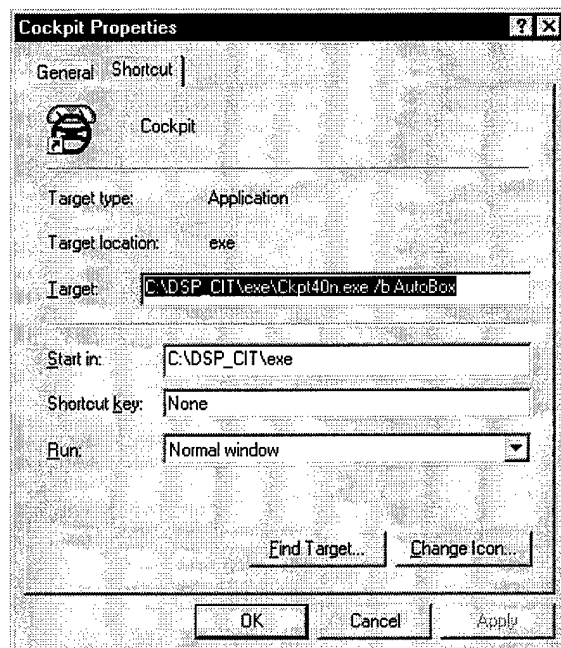 Cockpit Properties
General Shortcut
Cockpit
Target type: Application
Target location: exe
Target: C:\DSP_CIT\exe\Ckpt40n.exe /b AutoBox
Start in: C:\DSP_CIT\exe
Shortcut key: None
Run: Normal window
Find Target... Change Icon...
OK Cancel Apply